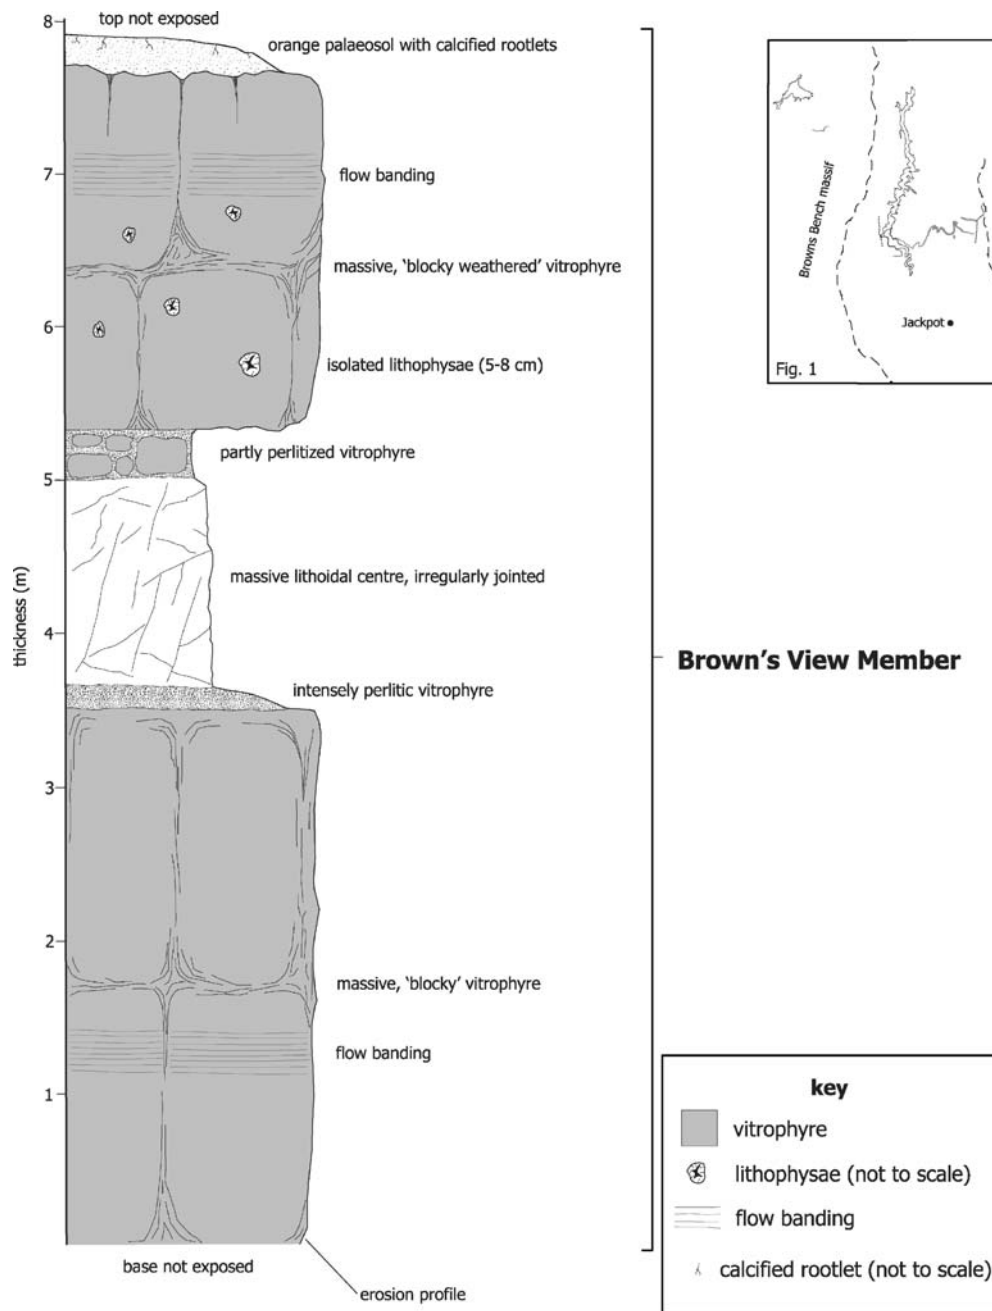 8
top not exposed
orange palaeosol with calcified rootlets
7
flow banding
massive, 'blocky weathered' vitrophyre
6
isolated lithophysae (5-8 cm)
partly perlitized vitrophyre
5
massive lithoidal centre, irregularly jointed
thickness (m)
4
intensely perlitic vitrophyre
3
2
massive, 'blocky' vitrophyre
flow banding
1
base not exposed
erosion profile
Brown's View Member
Browns Bench massif
Jackpot
Fig. 1
key
vitrophyre
lithophysae (not to scale)
flow banding
calcified rootlet (not to scale)